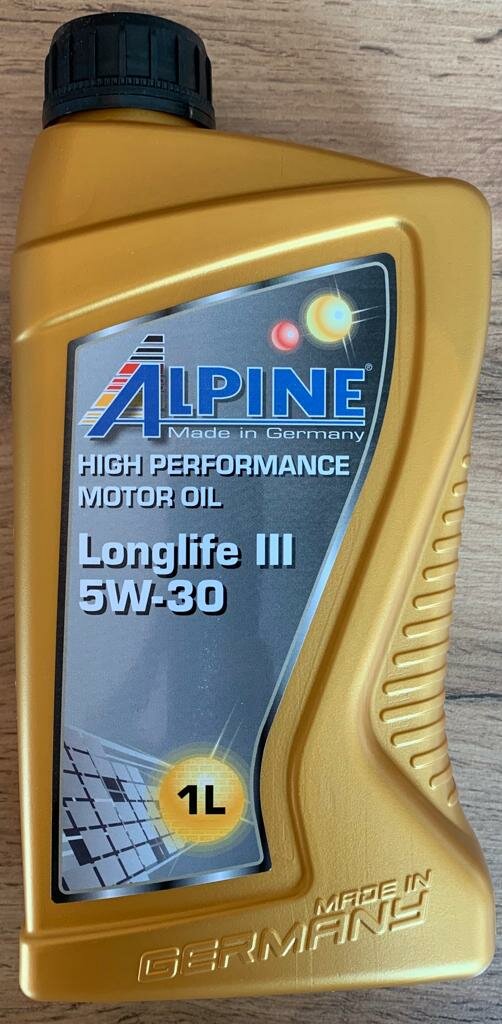 ALPINE®
Made in Germany
HIGH PERFORMANCE
MOTOR OIL
Longlife III
5W-30
1L
MADE IN
GERMANY